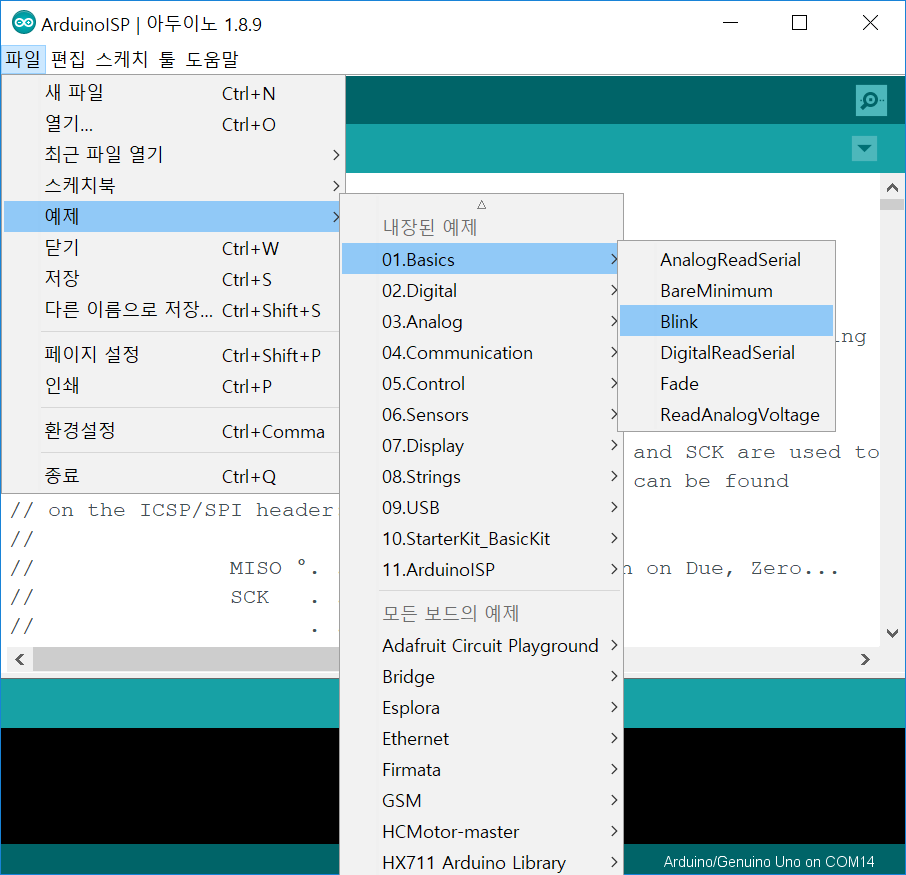 ArduinoISP | 아두이노 1.8.9
파일 편집 스케치 툴 도움말
새 파일 Ctrl+N
열기... Ctrl+O
최근 파일 열기
스케치북
예제
닫기 Ctrl+W
저장 Ctrl+S
다른 이름으로 저장... Ctrl+Shift+S
페이지 설정 Ctrl+Shift+P
인쇄 Ctrl+P
환경설정 Ctrl+Comma
종료 Ctrl+Q
내장된 예제
01.Basics
02.Digital
03.Analog
04.Communication
05.Control
06.Sensors
07.Display
08.Strings
09.USB
10.StarterKit_BasicKit
11.ArduinoISP
모든 보드의 예제
Adafruit Circuit Playground
Bridge
Esplora
Ethernet
Firmata
GSM
HCMotor-master
HX711 Arduino Library
AnalogReadSerial
BareMinimum
Blink
DigitalReadSerial
Fade
ReadAnalogVoltage
and SCK are used to
can be found
// on the ICSP/SPI header
//
// MISO °. on Due, Zero...
// SCK .
// .
Arduino/Genuino Uno on COM14